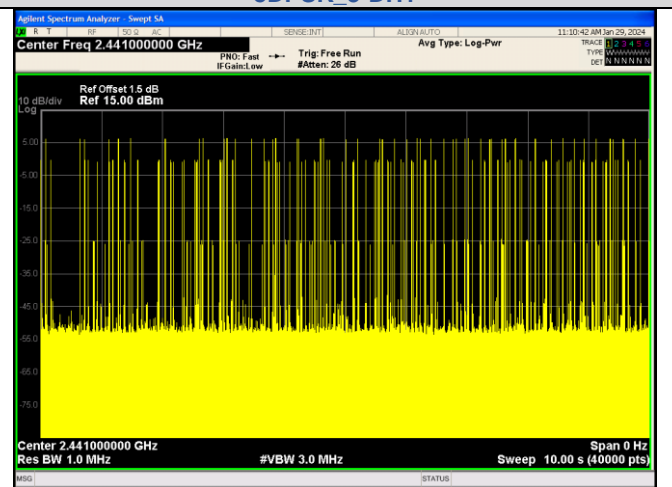 Agilent Spectrum Analyzer - Swept SA
R T RF 50 Ω AC SENSE:INT ALIGN AUTO 11:10:42 AM Jan 29, 2024
Center Freq 2.441000000 GHz
Avg Type: Log-Pwr
TRACE 1 2 3 4 5 6
PNO: Fast Trig: Free Run
TYPE
IFGain:Low #Atten: 26 dB
DET N N N N N N
Ref Offset 1.5 dB
10 dB/div Ref 15.00 dBm
Log
5.00
-5.00
-15.0
-25.0
-35.0
-45.0
-55.0
-65.0
-75.0
Center 2.441000000 GHz Span 0 Hz
Res BW 1.0 MHz #VBW 3.0 MHz Sweep 10.00 s (40000 pts)
MSG STATUS